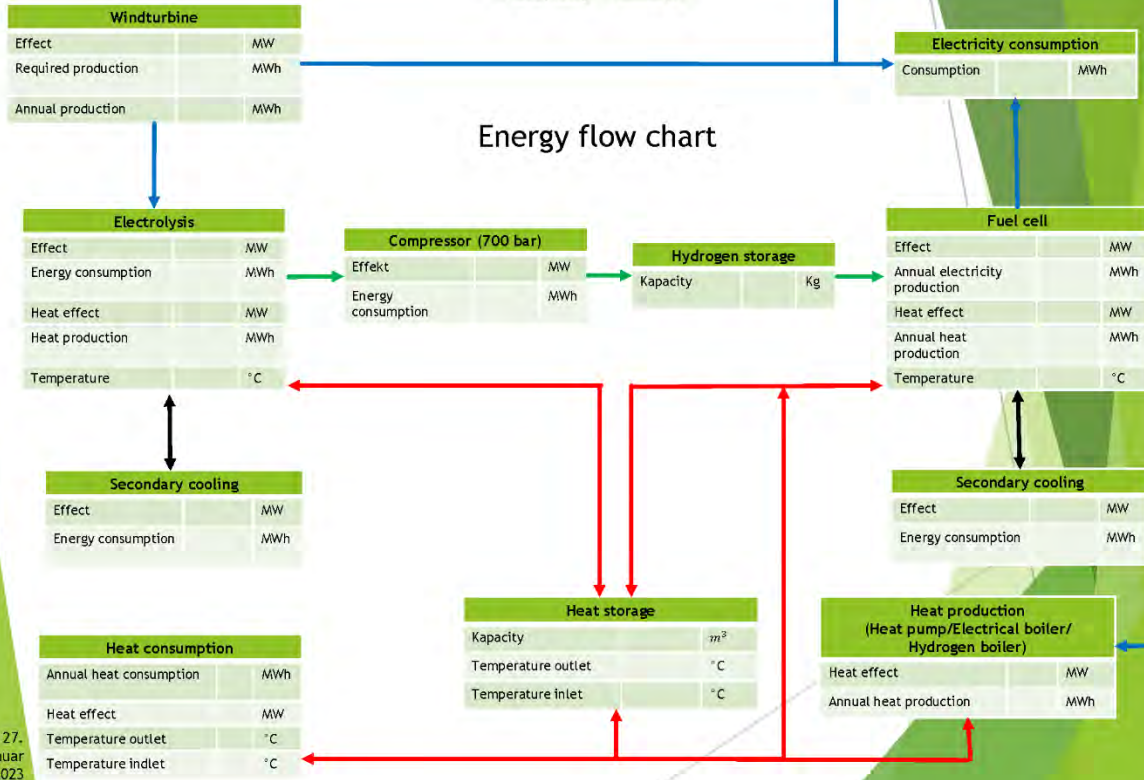 Windturbine
Effect MW
Required production MWh
Annual production MWh
Electricity consumption
Consumption MWh
Energy flow chart
Electrolysis
Effect MW
Energy consumption MWh
Heat effect MW
Heat production MWh
Temperature °C
Compressor (700 bar)
Effekt MW
Energy MWh
consumption
Hydrogen storage
Kapacity Kg
Fuel cell
Effect MW
Annual electricity MWh
production
Heat effect MW
Annual heat MWh
production
Temperature °C
Secondary cooling
Effect MW
Energy consumption MWh
Secondary cooling
Effect MW
Energy consumption MWh
Heat storage
Kapacity m³
Temperature outlet °C
Temperature inlet °C
Heat production
(Heat pump/Electrical boiler/
Hydrogen boiler)
Heat effect MW
Annual heat production MWh
Heat consumption
Annual heat consumption MWh
Heat effect MW
Temperature outlet °C
Temperature indlet °C
27.
uar
023